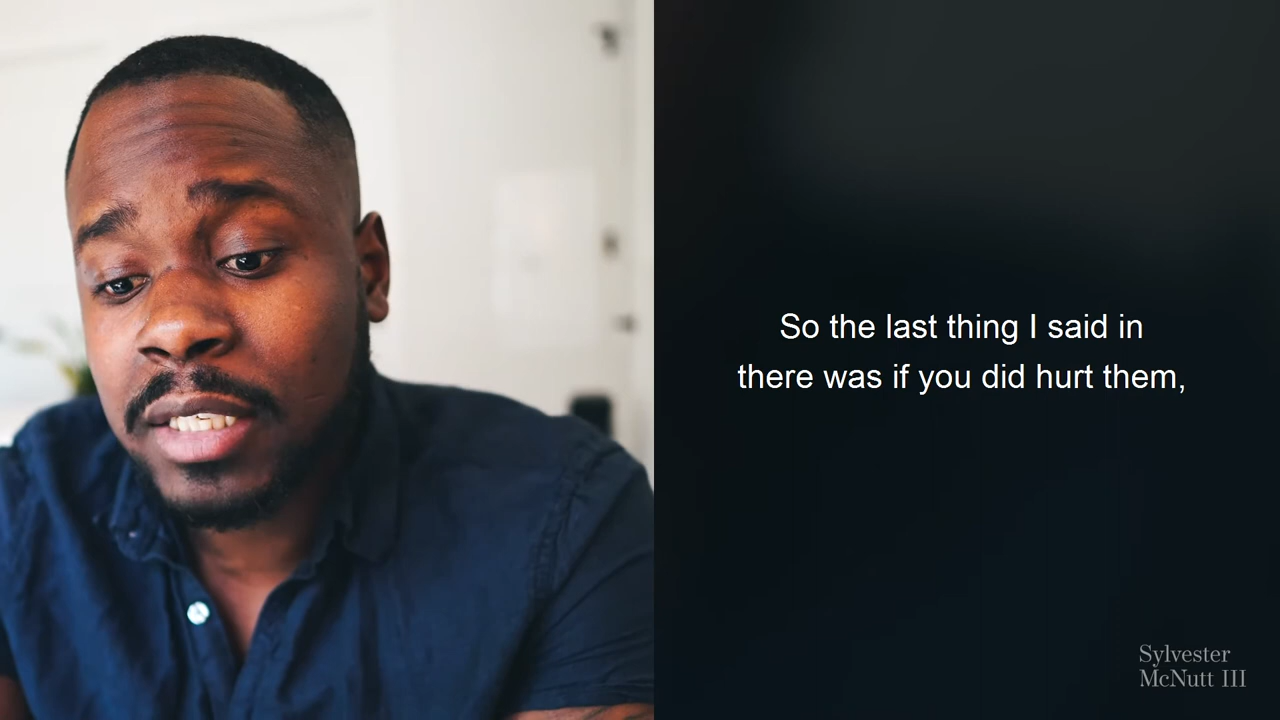 So the last thing I said in
there was if you did hurt them,
Sylvester
McNutt III